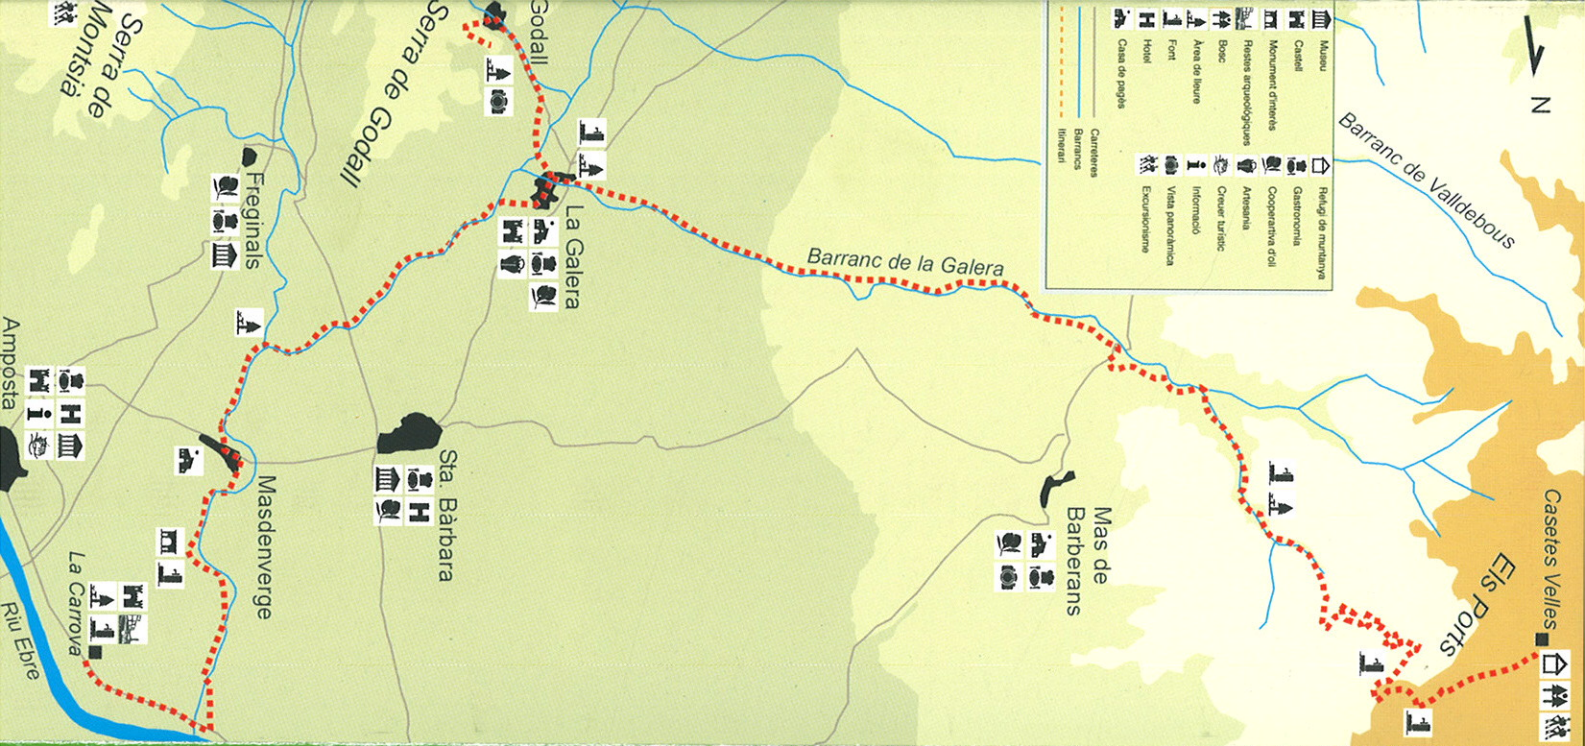 Serra de
Montsià
Serra de Godall
Godall
Freginals
La Galera
Amposta
Masdenverge
Sta. Bàrbara
La Carrova
Riu Ebre
Barranc de la Galera
Mas de
Barberans
Barranc de Valldebous
Els Ports
Casetes Velles
N
Museu
Castell
Monument d'interès
Restes arqueològiques
Bosc
Àrea de lleure
Font
Hotel
Casa de pagès
Refugi de muntanya
Gastronomia
Cooperartiva d'oli
Artesania
Creuer turístic
Informació
Vista panoràmica
Excursionisme
Carreteres
Barrancs
Itinerari